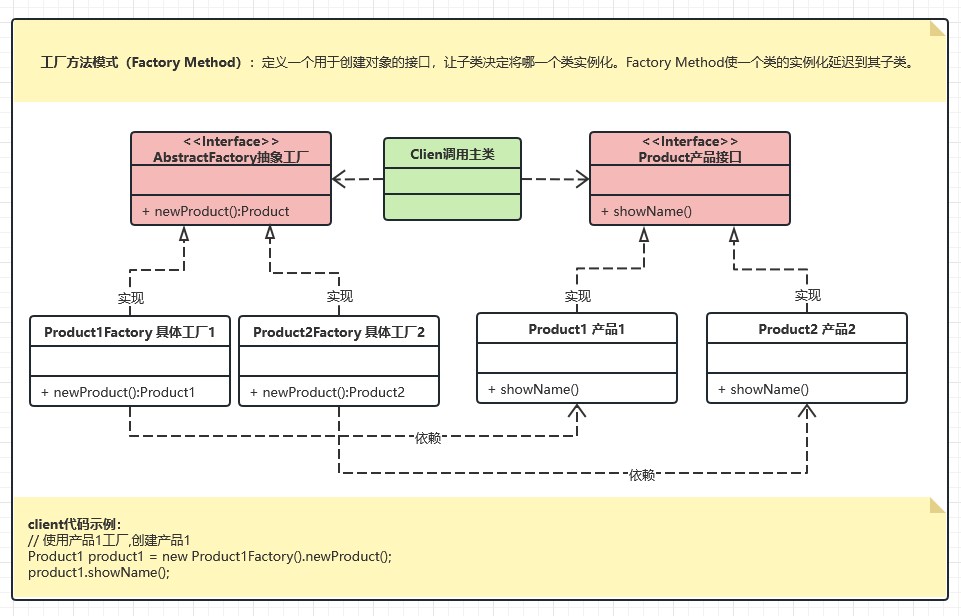 工厂方法模式（Factory Method）：定义一个用于创建对象的接口，让子类决定将哪一个类实例化。Factory Method使一个类的实例化延迟到其子类。
<<Interface>>
AbstractFactory抽象工厂
+ newProduct():Product
Clien调用主类
<<Interface>>
Product产品接口
+ showName()
实现
实现
实现
实现
Product1Factory 具体工厂1
+ newProduct():Product1
Product2Factory 具体工厂2
+ newProduct():Product2
Product1 产品1
+ showName()
Product2 产品2
+ showName()
依赖
依赖
client代码示例：
// 使用产品1工厂,创建产品1
Product1 product1 = new Product1Factory().newProduct();
product1.showName();